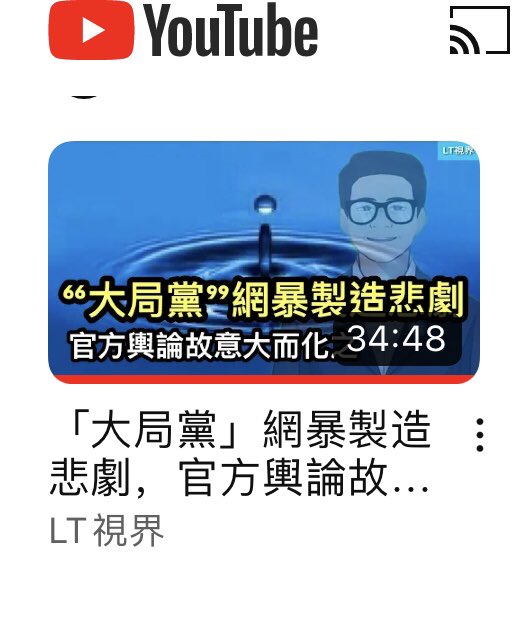 YouTube
LT視界
“大局黨”網暴製造悲劇
官方輿論故意大而化之
34:48
「大局黨」網暴製造
悲劇，官方輿論故...
LT視界